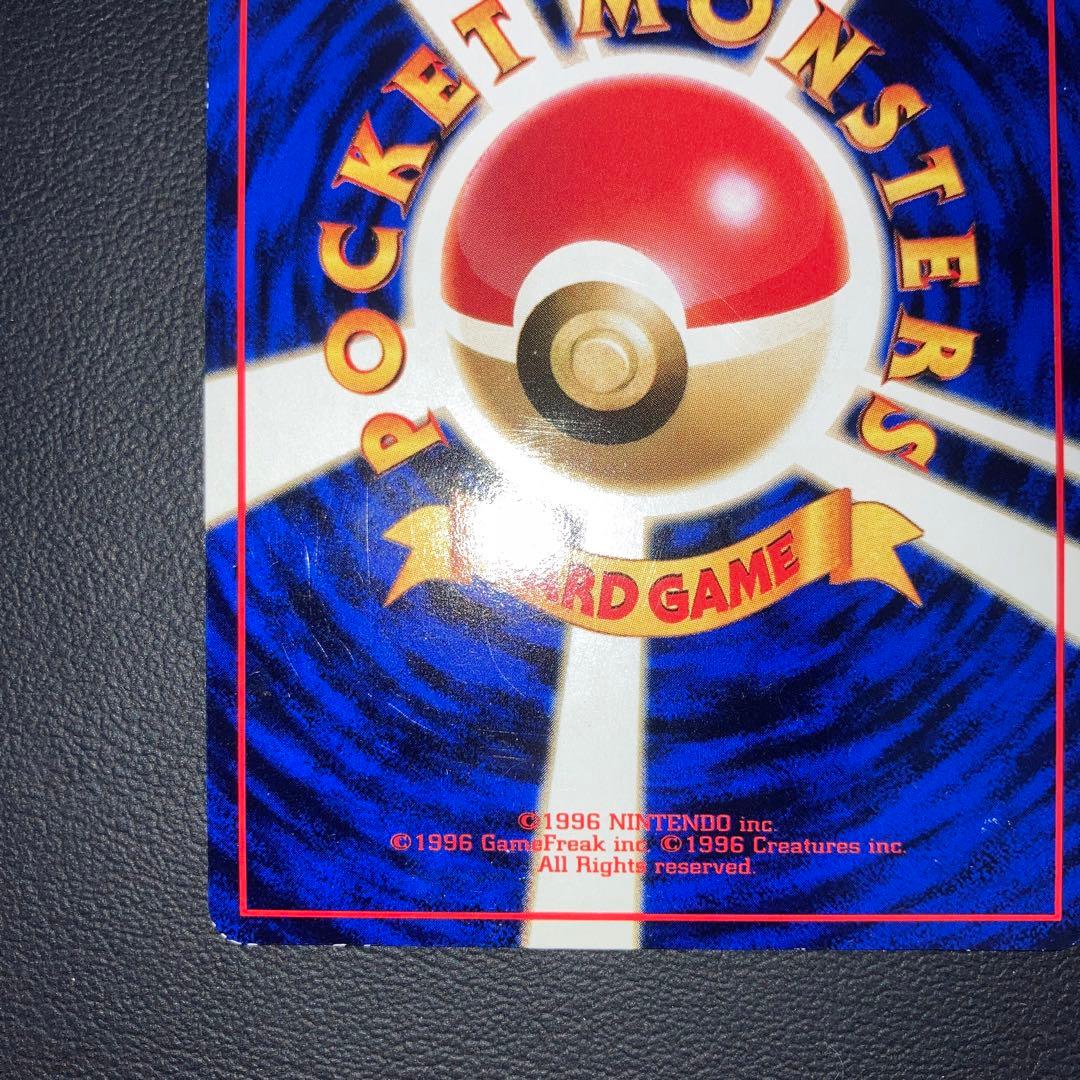 POCKET MONSTERS
CARD GAME
©1996 NINTENDO inc.
©1996 GameFreak inc. ©1996 Creatures inc.
All Rights reserved.